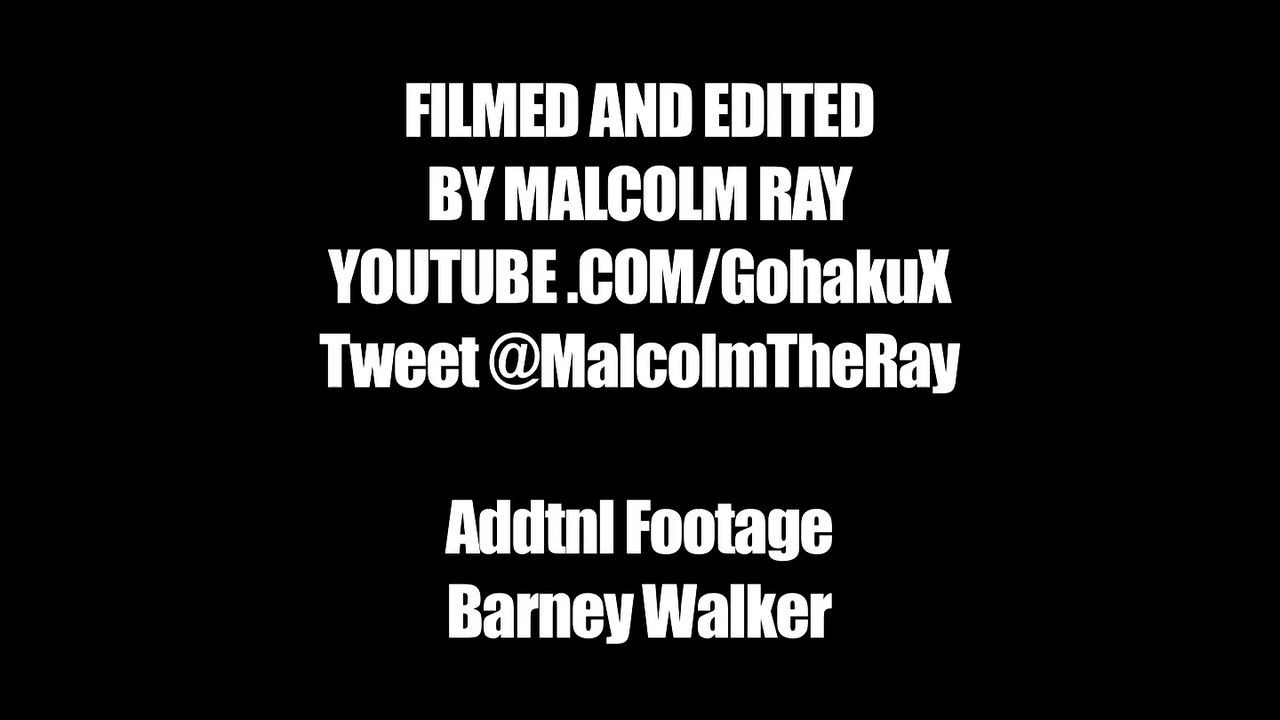 FILMED AND EDITED
BY MALCOLM RAY
YOUTUBE .COM/GohakuX
Tweet @MalcolmTheRay
Addtnl Footage
Barney Walker